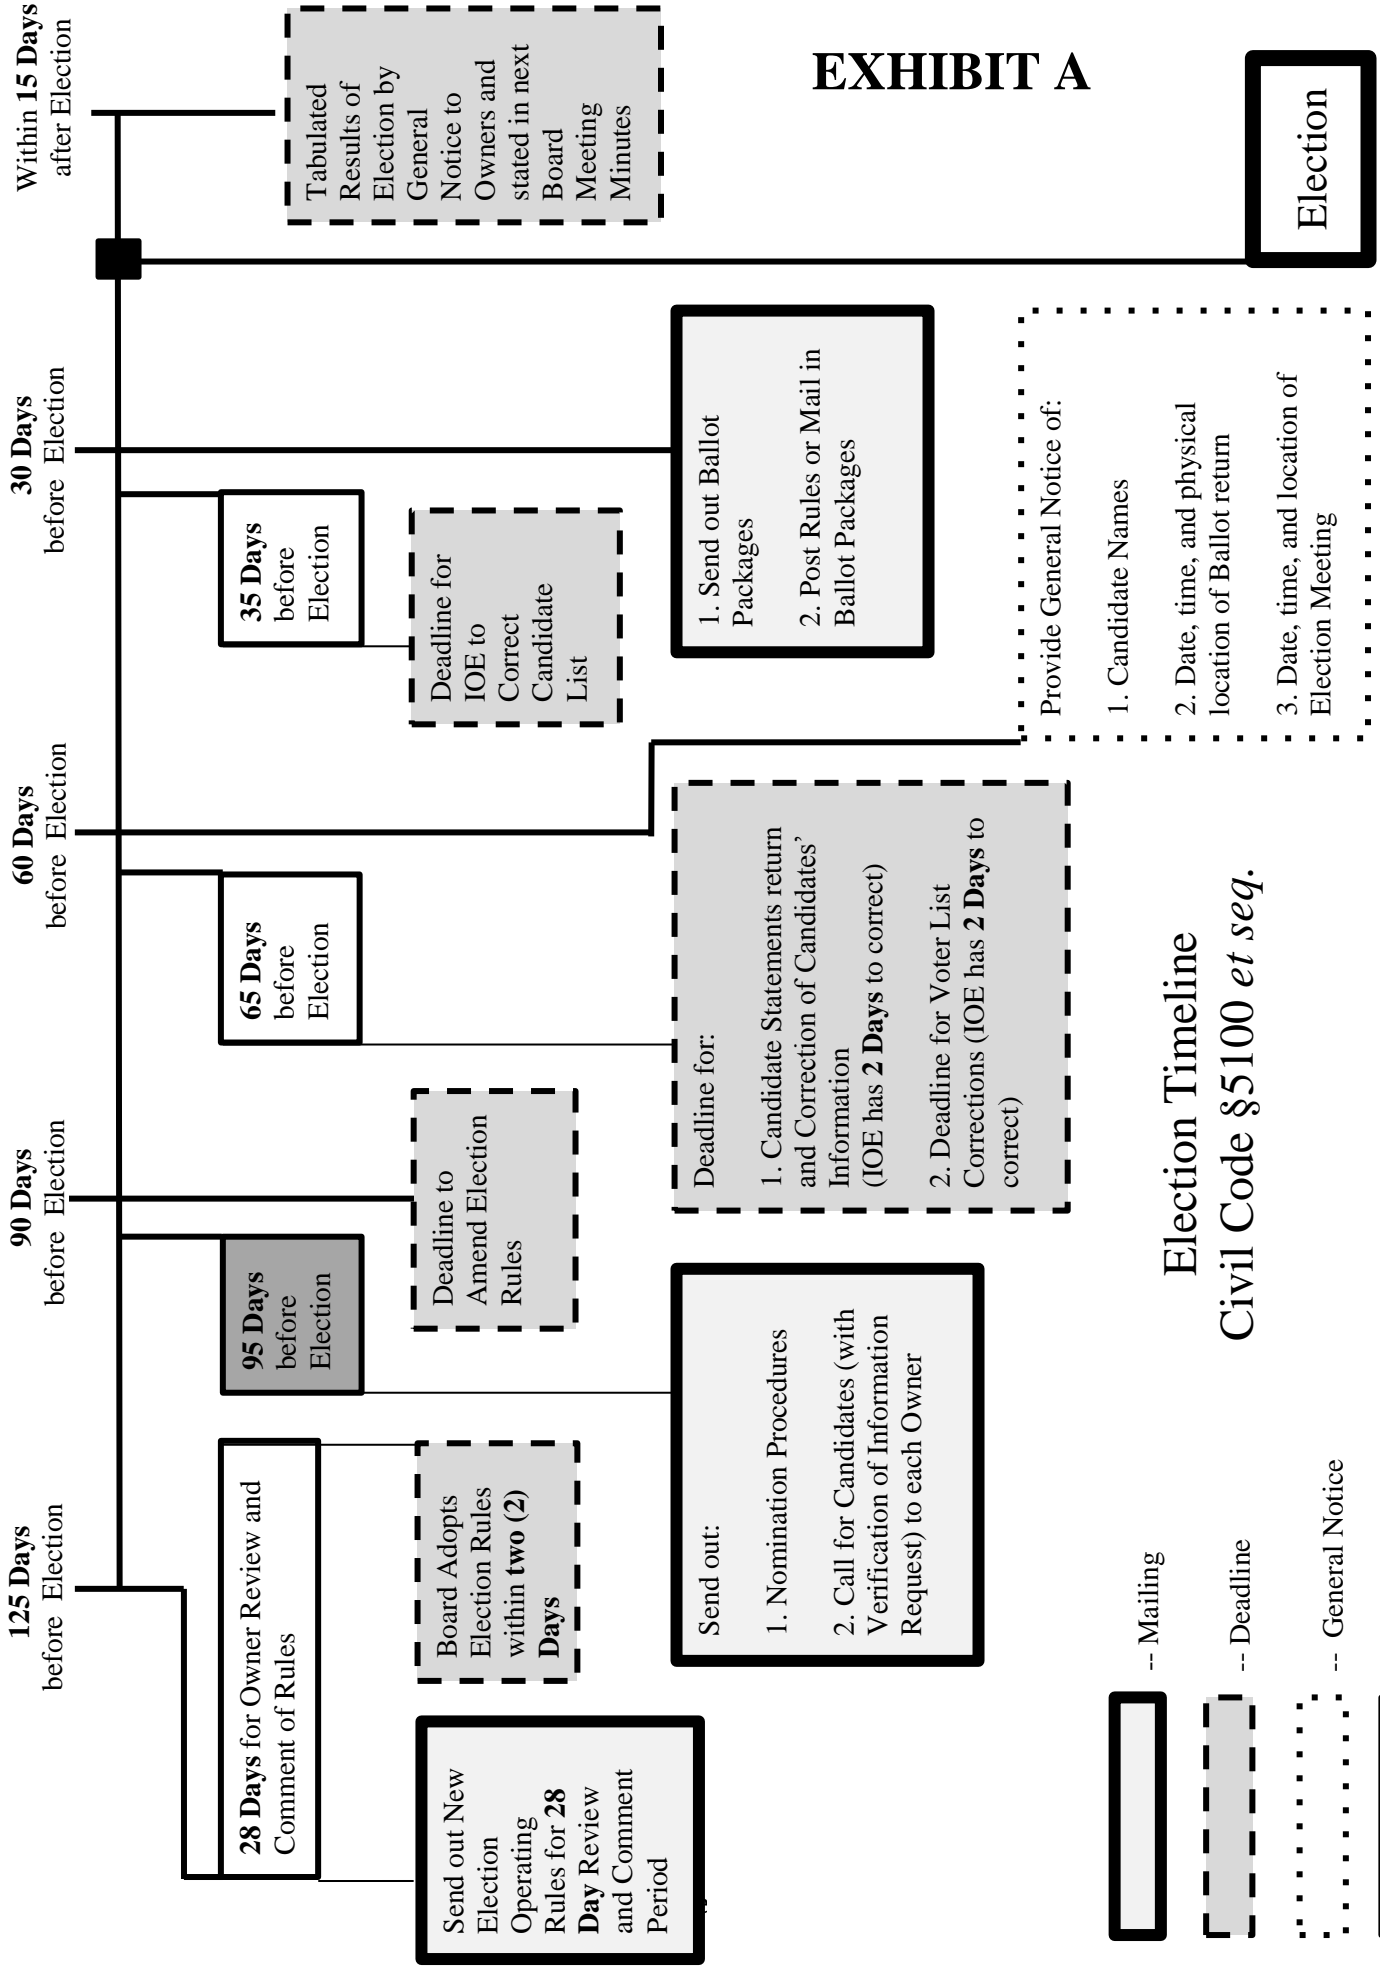 EXHIBIT A
125 Days
before Election
90 Days
before Election
60 Days
before Election
30 Days
before Election
Within 15 Days
after Election
28 Days for Owner Review and
Comment of Rules
95 Days
before
Election
65 Days
before
Election
35 Days
before
Election
Send out New
Election
Operating
Rules for 28
Day Review
and Comment
Period
Board Adopts
Election Rules
within two (2)
Days
Deadline to
Amend Election
Rules
Deadline for
IOE to
Correct
Candidate
List
Tabulated
Results of
Election by
General
Notice to
Owners and
stated in next
Board
Meeting
Minutes
Send out:
1. Nomination Procedures
2. Call for Candidates (with
Verification of Information
Request) to each Owner
Deadline for:
1. Candidate Statements return
and Correction of Candidates’
Information
(IOE has 2 Days to correct)
2. Deadline for Voter List
Corrections (IOE has 2 Days to
correct)
1. Send out Ballot
Packages
2. Post Rules or Mail in
Ballot Packages
Provide General Notice of:
1. Candidate Names
2. Date, time, and physical
location of Ballot return
3. Date, time, and location of
Election Meeting
Election
Election Timeline
Civil Code §5100 et seq.
-- Mailing
-- Deadline
-- General Notice